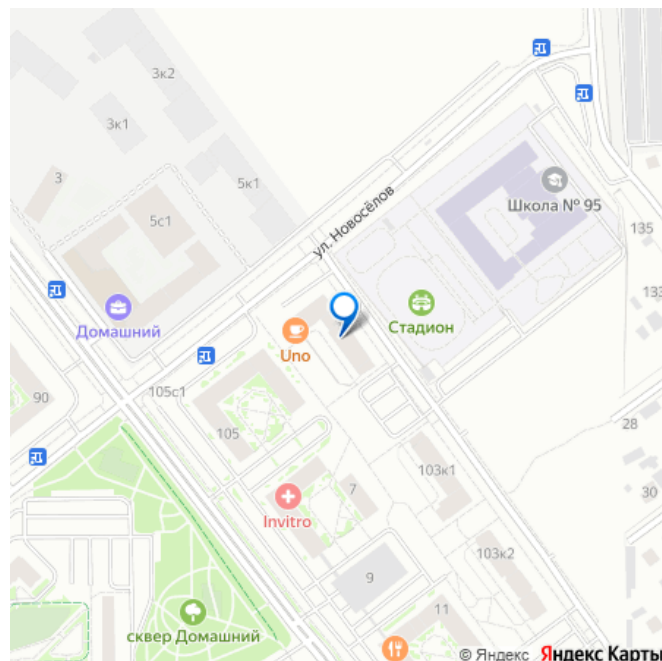 3к2
3к1
3
5к1
5с1
ул. Новосёлов
Школа № 95
135
133
Домашний
Стадион
Uno
105с1
90
105
28
103к1
7
30
Invitro
103к2
9
11
сквер Домашний
© Яндекс Яндекс Карты